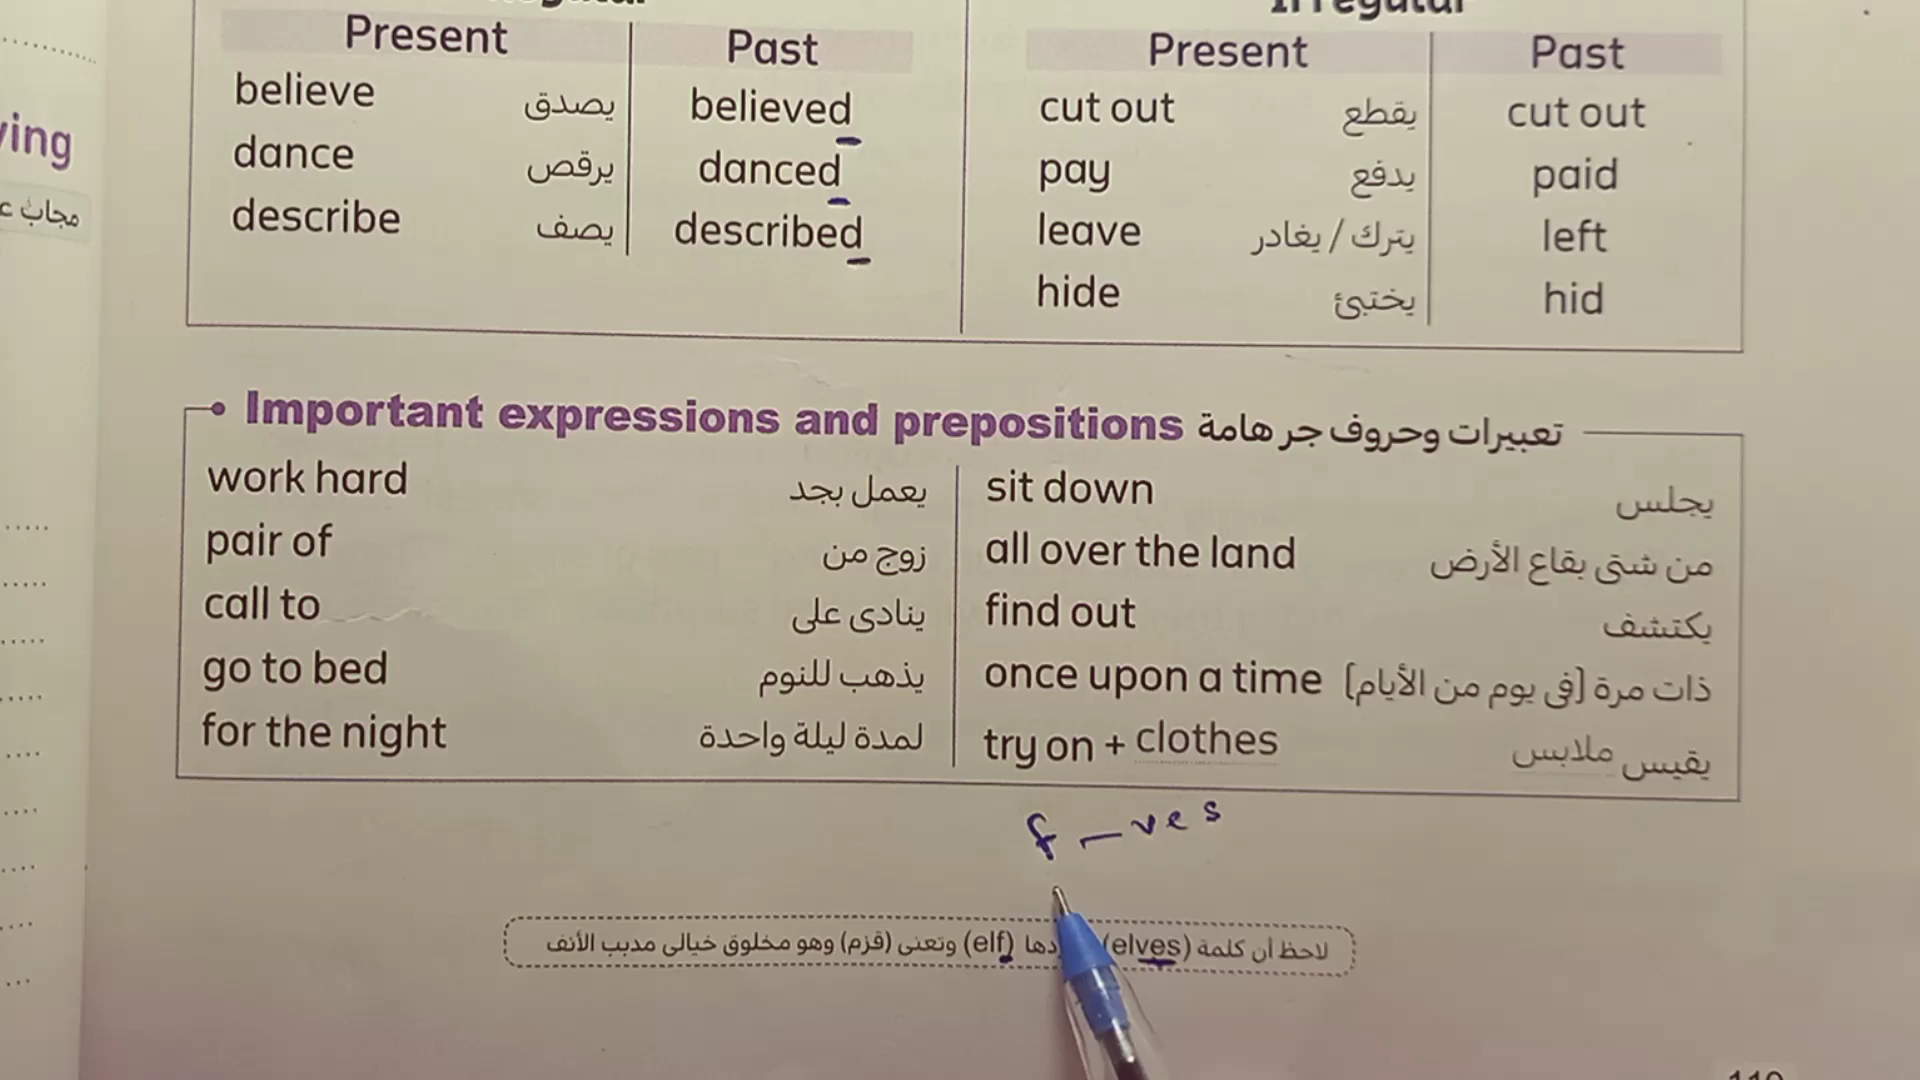 Present Past Present Past
believe يصدق believed cut out يقطع cut out
dance يرقص danced pay يدفع paid
describe يصف described leave يترك / يغادر left
hide يختبئ hid
Important expressions and prepositions تعبيرات وحروف جر هامة
work hard يعمل بجد sit down يجلس
pair of زوج من all over the land من شتى بقاع الأرض
call to ينادى على find out يكتشف
go to bed يذهب للنوم once upon a time ذات مرة (فى يوم من الأيام)
for the night لمدة ليلة واحدة try on + clothes يقيس ملابس
f – ves
لاحظ أن كلمة (elves) (elf) وتعنى (قزم) وهو مخلوق خيالى مدبب الأنف